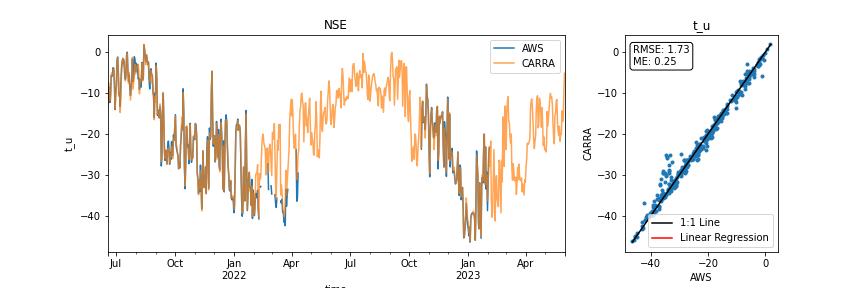 NSE
t_u
AWS
CARRA
t_u
0
−10
−20
−30
−40
Jul
Oct
Jan
2022
Apr
Jul
Oct
Jan
2023
Apr
time
RMSE: 1.73
ME: 0.25
CARRA
0
−10
−20
−30
−40
1:1 Line
Linear Regression
−40
−20
0
AWS